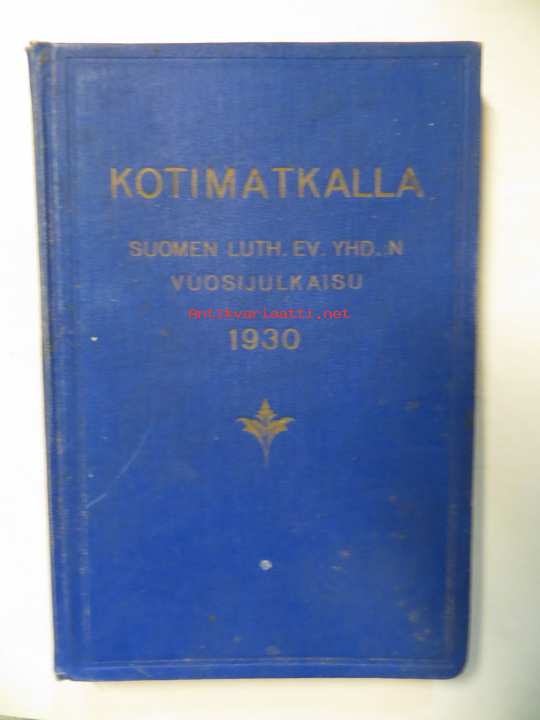 KOTIMATKALLA
SUOMEN LUTH. EV. YHD.:N
VUOSIJULKAISU
Antikvariaatti.net
1930